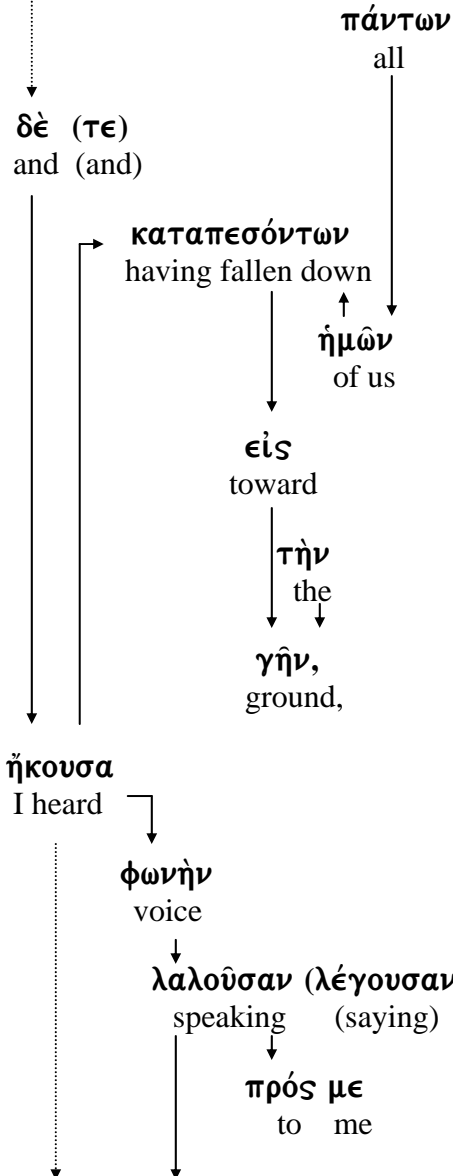 πάντων
all
δὲ (τε)
and (and)
καταπεσόντων
having fallen down
ἡμῶν
of us
εἰς
toward
τὴν
the
γῆν,
ground,
ἤκουσα
I heard
φωνὴν
voice
λαλοῦσαν (λέγουσαν
speaking (saying)
πρός με
to me